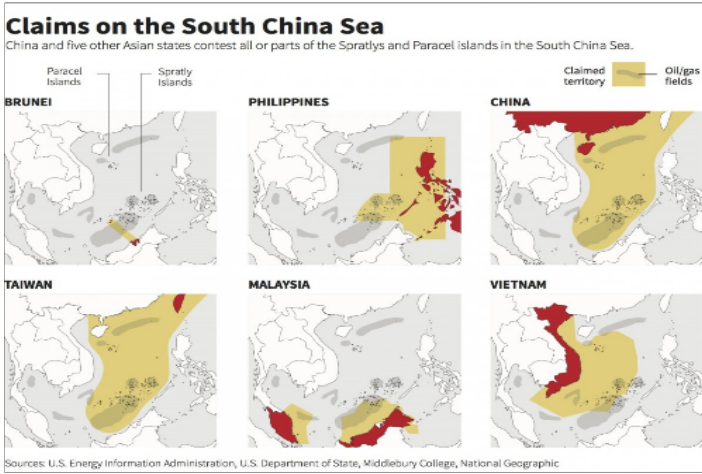 Claims on the South China Sea
China and five other Asian states contest all or parts of the Spratlys and Paracel islands in the South China Sea.
Paracel
Islands
Spratly
Islands
Claimed
territory
Oil/gas
fields
BRUNEI
PHILIPPINES
CHINA
TAIWAN
MALAYSIA
VIETNAM
Sources: U.S. Energy Information Administration, U.S. Department of State, Middlebury College, National Geographic